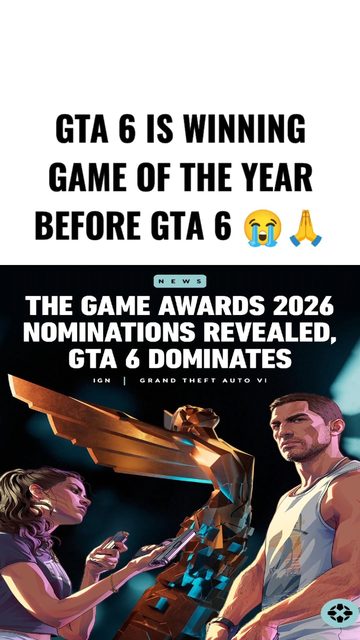 GTA 6 IS WINNING
GAME OF THE YEAR
BEFORE GTA 6 😭🙏
NEWS
THE GAME AWARDS 2026
NOMINATIONS REVEALED,
GTA 6 DOMINATES
IGN | GRAND THEFT AUTO VI